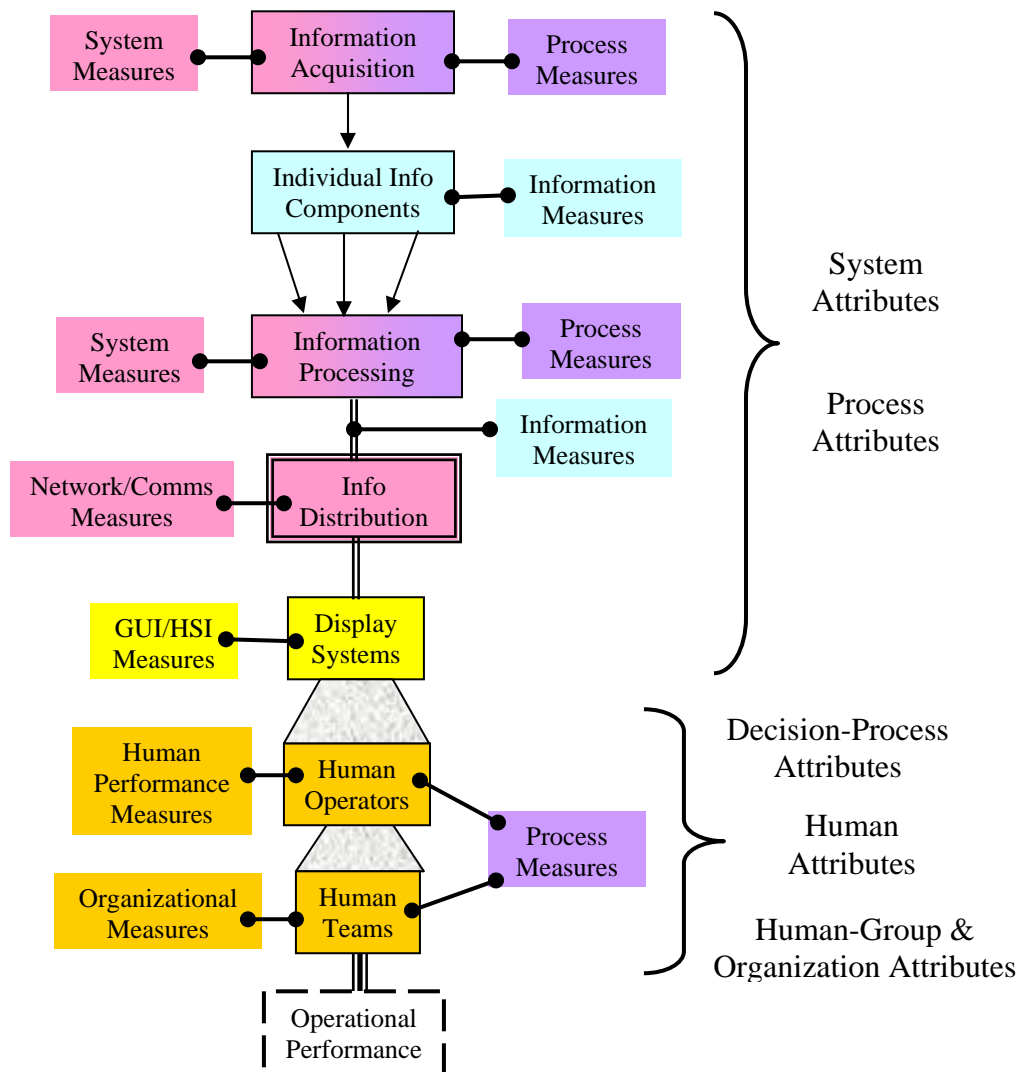 System
Measures
Information
Acquisition
Process
Measures
Individual Info
Components
Information
Measures
System
Measures
Information
Processing
Process
Measures
Information
Measures
Network/Comms
Measures
Info
Distribution
GUI/HSI
Measures
Display
Systems
Human
Performance
Measures
Human
Operators
Process
Measures
Organizational
Measures
Human
Teams
Operational
Performance
System
Attributes
Process
Attributes
Decision-Process
Attributes
Human
Attributes
Human-Group &
Organization Attributes